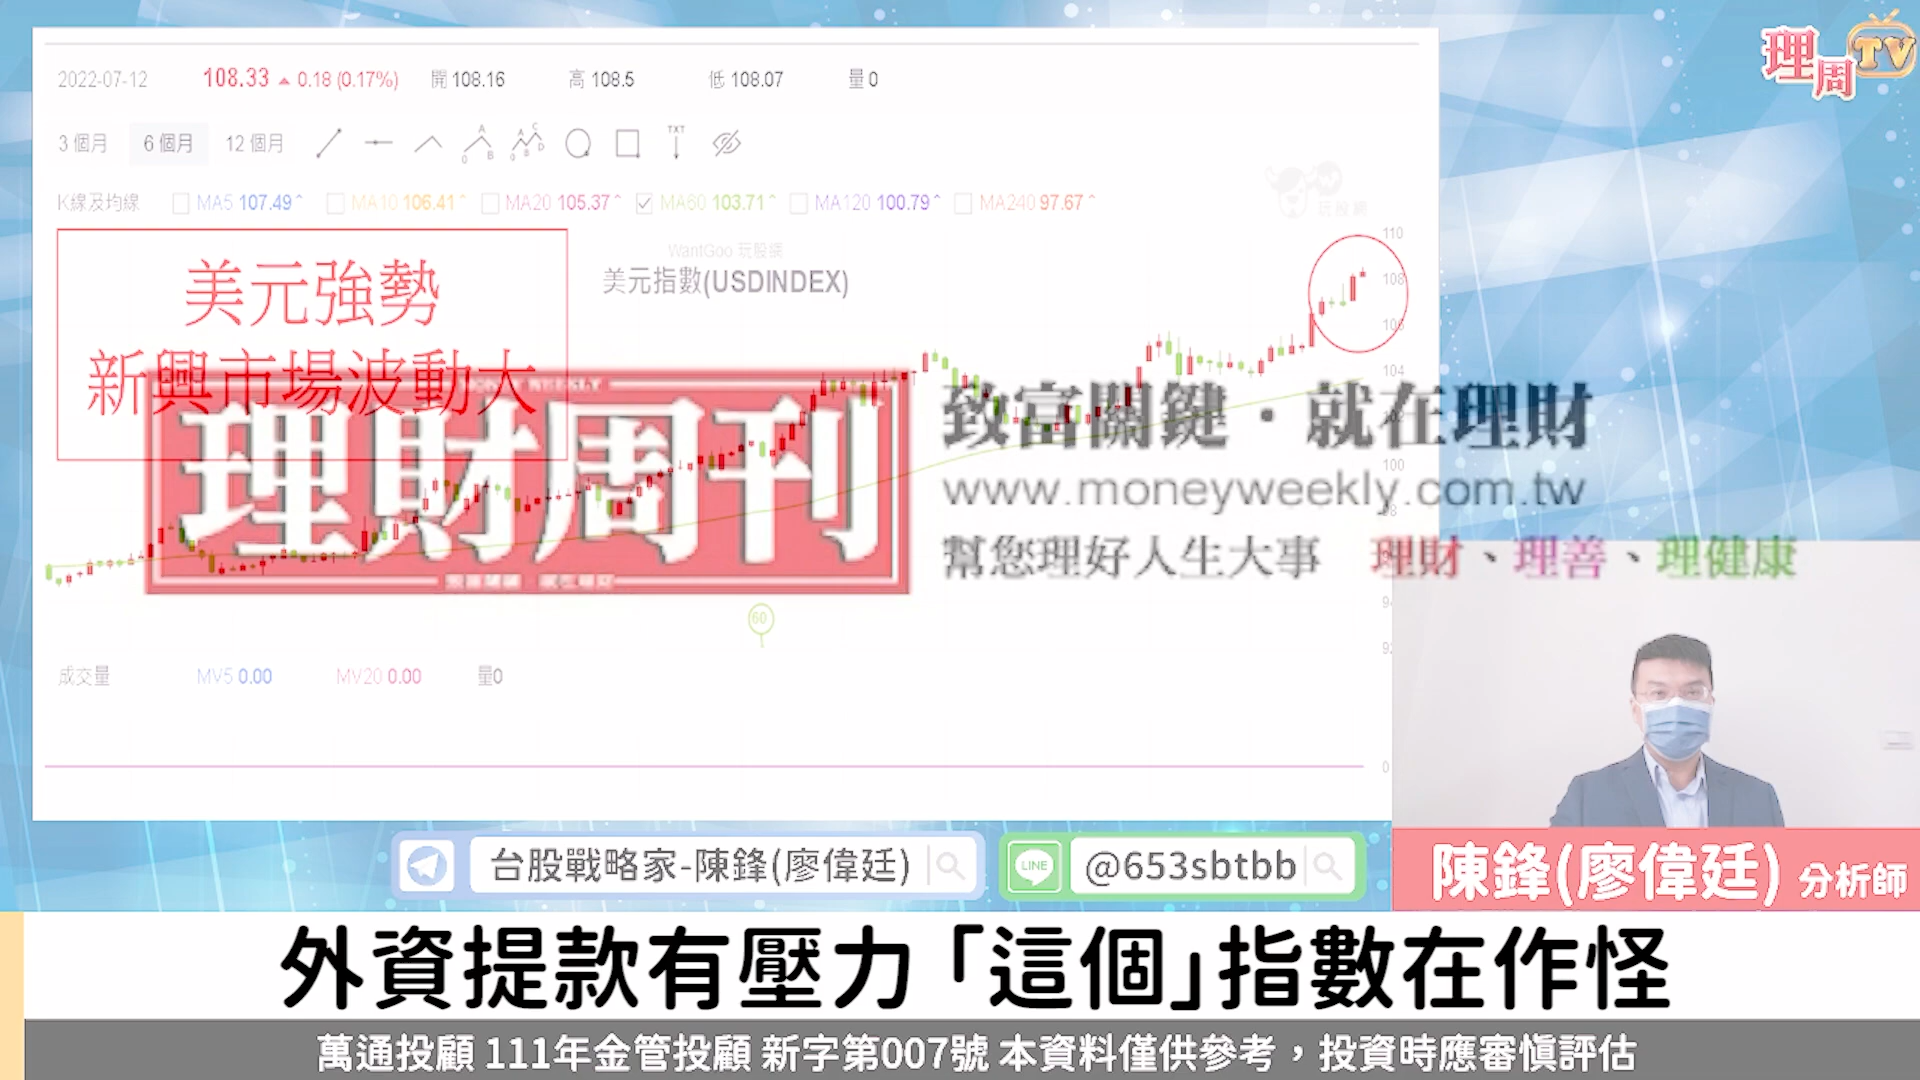 理周TV
2022-07-12 108.33 ▲ 0.18 (0.17%) 開 108.16 高 108.5 低 108.07 量 0
3 個月 6 個月 12 個月 TXT
K線及均線 MA5 107.49 MA10 106.41 MA20 105.37 MA60 103.71 MA120 100.79 MA240 97.67
玩股網
WantGoo 玩股網
美元指數(USDINDEX)
美元強勢
新興市場波動大
110
108
106
104
100
98
MONEY WEEKLY
理財周刊
致富關鍵・就在理財
www.moneyweekly.com.tw
幫您理好人生大事 理財、理善、理健康
60
成交量 MV5 0.00 MV20 0.00 量0
0
台股戰略家-陳鋒(廖偉廷)
LINE @653sbtbb
陳鋒(廖偉廷) 分析師
外資提款有壓力「這個」指數在作怪
萬通投顧 111年金管投顧 新字第007號 本資料僅供參考，投資時應審慎評估